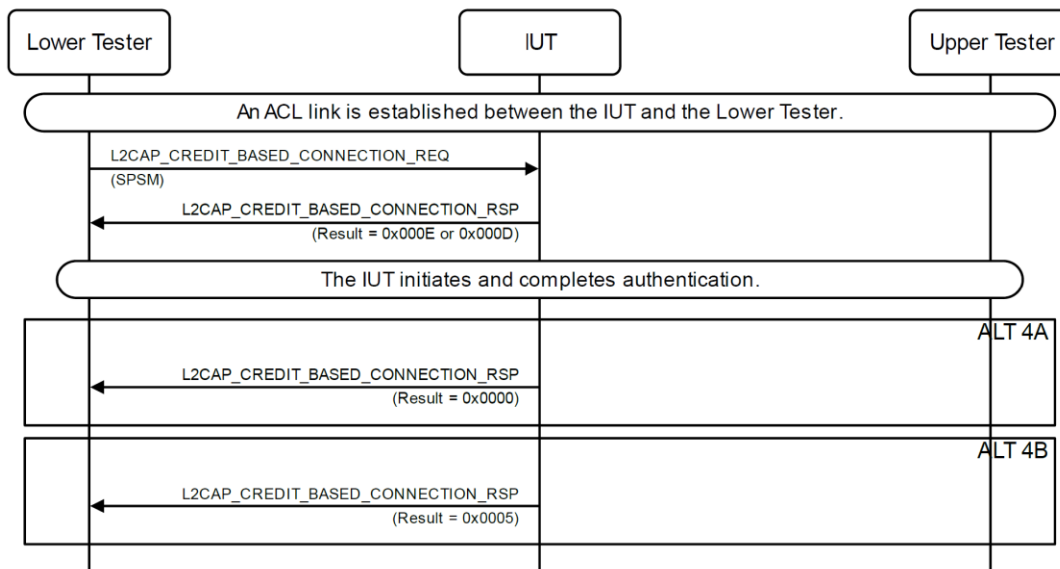 Lower Tester
IUT
Upper Tester
An ACL link is established between the IUT and the Lower Tester.
L2CAP_CREDIT_BASED_CONNECTION_REQ
(SPSM)
L2CAP_CREDIT_BASED_CONNECTION_RSP
(Result = 0x000E or 0x000D)
The IUT initiates and completes authentication.
ALT 4A
L2CAP_CREDIT_BASED_CONNECTION_RSP
(Result = 0x0000)
ALT 4B
L2CAP_CREDIT_BASED_CONNECTION_RSP
(Result = 0x0005)